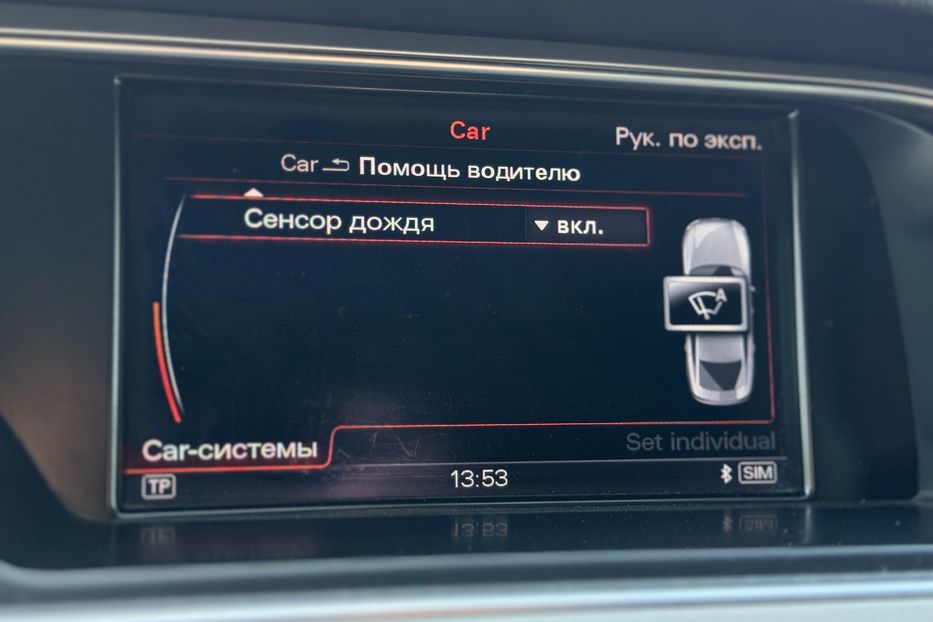 Car
Рук. по эксп.
Car Помощь водителю
Сенсор дождя вкл.
A
Car-системы
Set individual
TP
13:53
SIM